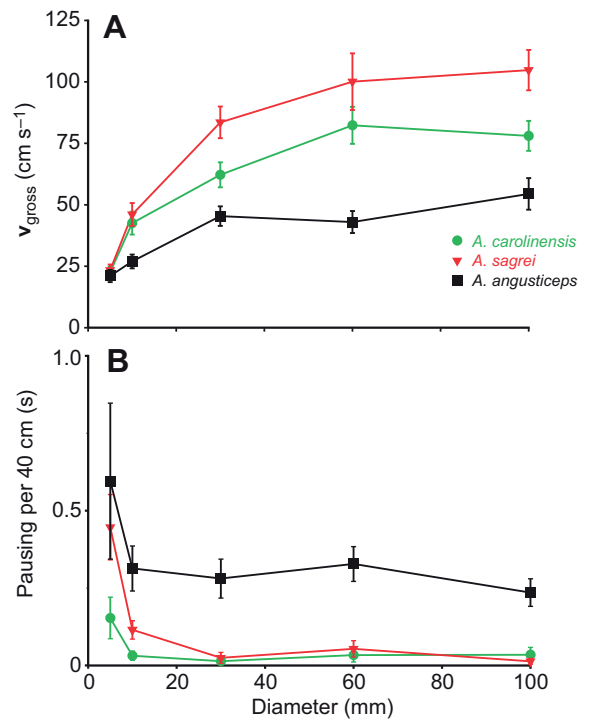 A
125
100
75
50
25
0
v_gross (cm s⁻¹)
A. carolinensis
A. sagrei
A. angusticeps
B
1.0
0.5
0
Pausing per 40 cm (s)
0 20 40 60 80 100
Diameter (mm)